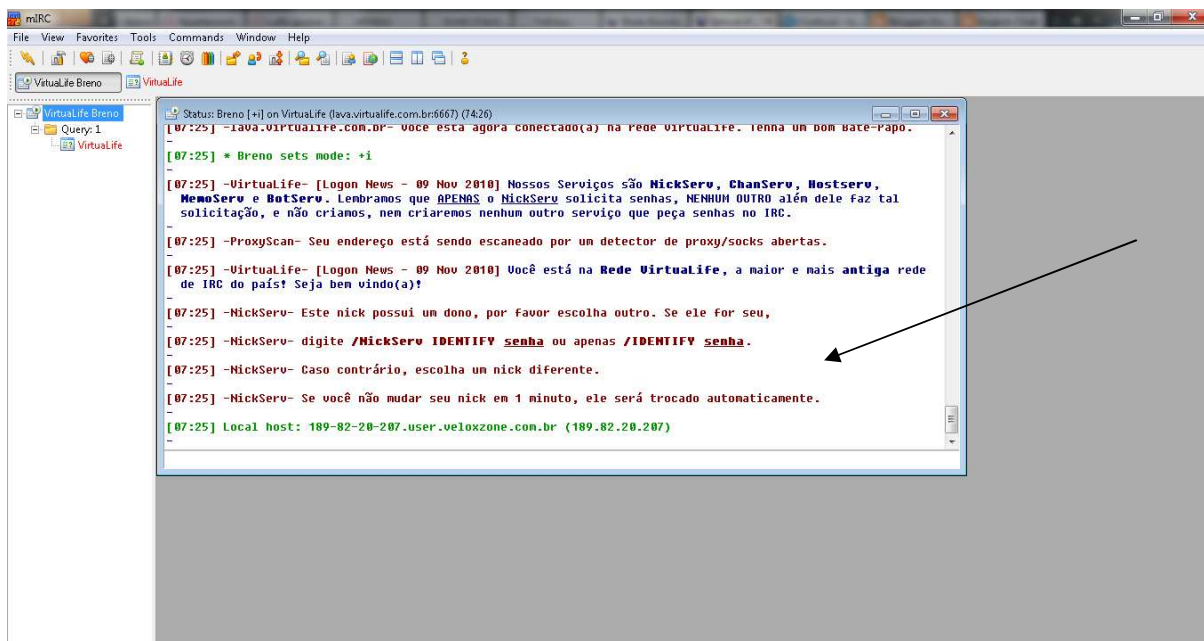 mIRC
File View Favorites Tools Commands Window Help
VirtuaLife Breno VirtuaLife
VirtuaLife Breno
Query: 1
VirtuaLife
Status: Breno [+i] on VirtuaLife (lava.virtualife.com.br:6667) (74:26)
[07:25] -lava.virtualife.com.br- Você está agora conectado(a) na Rede VirtuaLife. Tenha um bom Bate-Papo.
-
[07:25] * Breno sets mode: +i
-
[07:25] -VirtuaLife- [Logon News - 09 Nov 2010] Nossos Serviços são NickServ, ChanServ, Hostserv,
MemoServ e BotServ. Lembramos que APENAS o NickServ solicita senhas, NENHUM OUTRO além dele faz tal
solicitação, e não criamos, nem criaremos nenhum outro serviço que peça senhas no IRC.
-
[07:25] -ProxyScan- Seu endereço está sendo escaneado por um detector de proxy/socks abertas.
-
[07:25] -VirtuaLife- [Logon News - 09 Nov 2010] Você está na Rede VirtuaLife, a maior e mais antiga rede
de IRC do país! Seja bem vindo(a)!
-
[07:25] -NickServ- Este nick possui um dono, por favor escolha outro. Se ele for seu,
-
[07:25] -NickServ- digite /NickServ IDENTIFY senha ou apenas /IDENTIFY senha.
-
[07:25] -NickServ- Caso contrário, escolha um nick diferente.
-
[07:25] -NickServ- Se você não mudar seu nick em 1 minuto, ele será trocado automaticamente.
-
[07:25] Local host: 189-82-20-207.user.veloxzone.com.br (189.82.20.207)
-